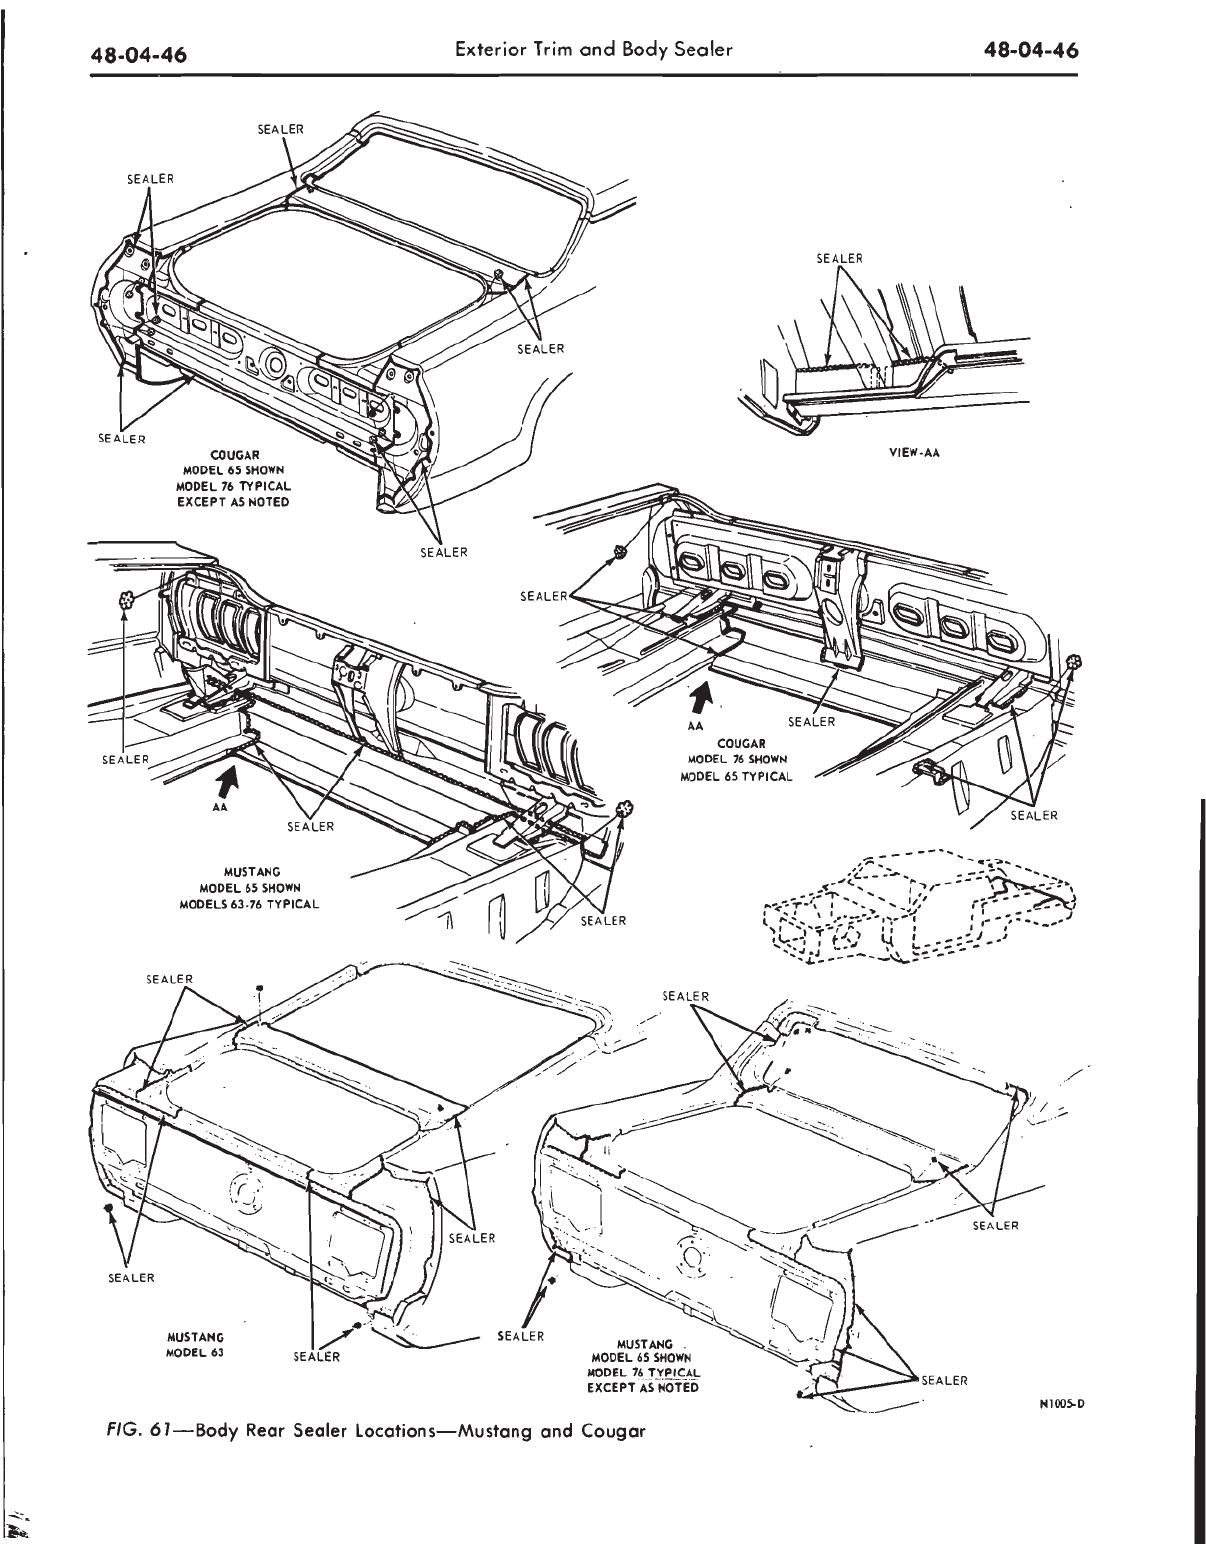 48-04-46
Exterior Trim and Body Sealer
48-04-46
SEALER
SEALER
SEALER
SEALER
COUGAR
MODEL 65 SHOWN
MODEL 76 TYPICAL
EXCEPT AS NOTED
SEALER
SEALER
VIEW-AA
SEALER
SEALER
AA
COUGAR
MODEL 76 SHOWN
MODEL 65 TYPICAL
SEALER
SEALER
AA
SEALER
MUSTANG
MODEL 65 SHOWN
MODELS 63-76 TYPICAL
SEALER
SEALER
SEALER
SEALER
MUSTANG
MODEL 63
SEALER
SEALER
SEALER
SEALER
MUSTANG
MODEL 65 SHOWN
MODEL 76 TYPICAL
EXCEPT AS NOTED
SEALER
N1005-D
FIG. 61—Body Rear Sealer Locations—Mustang and Cougar